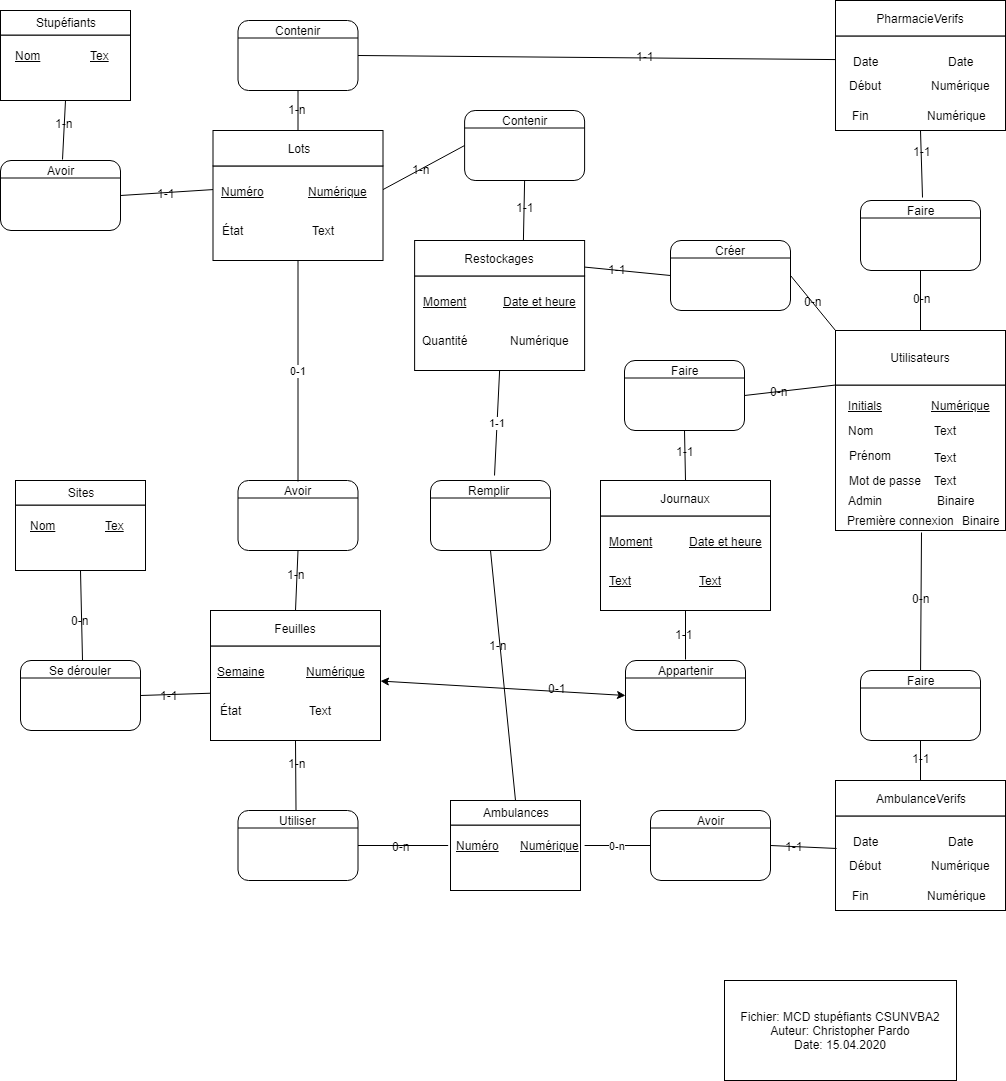 Stupéfiants
Nom Tex
1-n
Avoir
1-1
Contenir
1-1
1-n
Lots
Numéro Numérique
État Text
1-n
Contenir
1-1
PharmacieVerifs
Date Date
Début Numérique
Fin Numérique
1-1
Faire
0-n
Restockages
Moment Date et heure
Quantité Numérique
1-1
Créer
0-n
Utilisateurs
Initials Numérique
Nom Text
Prénom Text
Mot de passe Text
Admin Binaire
Première connexion Binaire
Faire
0-n
1-1
Journaux
Moment Date et heure
Text Text
1-1
Appartenir
0-1
0-1
Avoir
1-n
1-1
Remplir
1-n
Sites
Nom Tex
0-n
Se dérouler
1-1
Feuilles
Semaine Numérique
État Text
1-n
Utiliser
0-n
Ambulances
Numéro Numérique
0-n
Avoir
1-1
0-n
Faire
1-1
AmbulanceVerifs
Date Date
Début Numérique
Fin Numérique
Fichier: MCD stupéfiants CSUNVBA2
Auteur: Christopher Pardo
Date: 15.04.2020